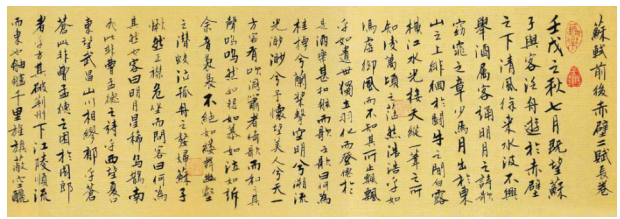 蘇賦前後赤壁二賦長卷
壬戌之秋七月既望蘇
子與客泛舟遊於赤壁
之下清風徐來水波不興
舉酒屬客誦明月之詩歌
窈窕之章少焉月出於東
山之上徘徊於斗牛之間白露
橫江水光接天縱一葦之所
如凌萬頃之茫然浩浩乎如
馮虛御風而不知其所止飄飄
乎如遺世獨立羽化而登僊於
是酒樂甚扣舷而歌之歌曰
桂棹兮蘭槳擊空明兮溯流
光渺渺兮予懷望美人兮天一
方客有吹洞簫者倚歌而和之其
聲嗚嗚然如怨如慕如泣如訴
餘音嫋嫋不絕如縷舞幽壑
之潛蛟泣孤舟之嫠婦蘇子
愀然正襟危坐而問客曰何為
其然也客曰月明星稀烏鵲南
飛此非曹孟德之詩乎西望夏口
東望武昌山川相繆鬱乎蒼
蒼此非孟德之困於周郎
者乎方其破荊州下江陵順流
而東也舳艫千里旌旗蔽空釃